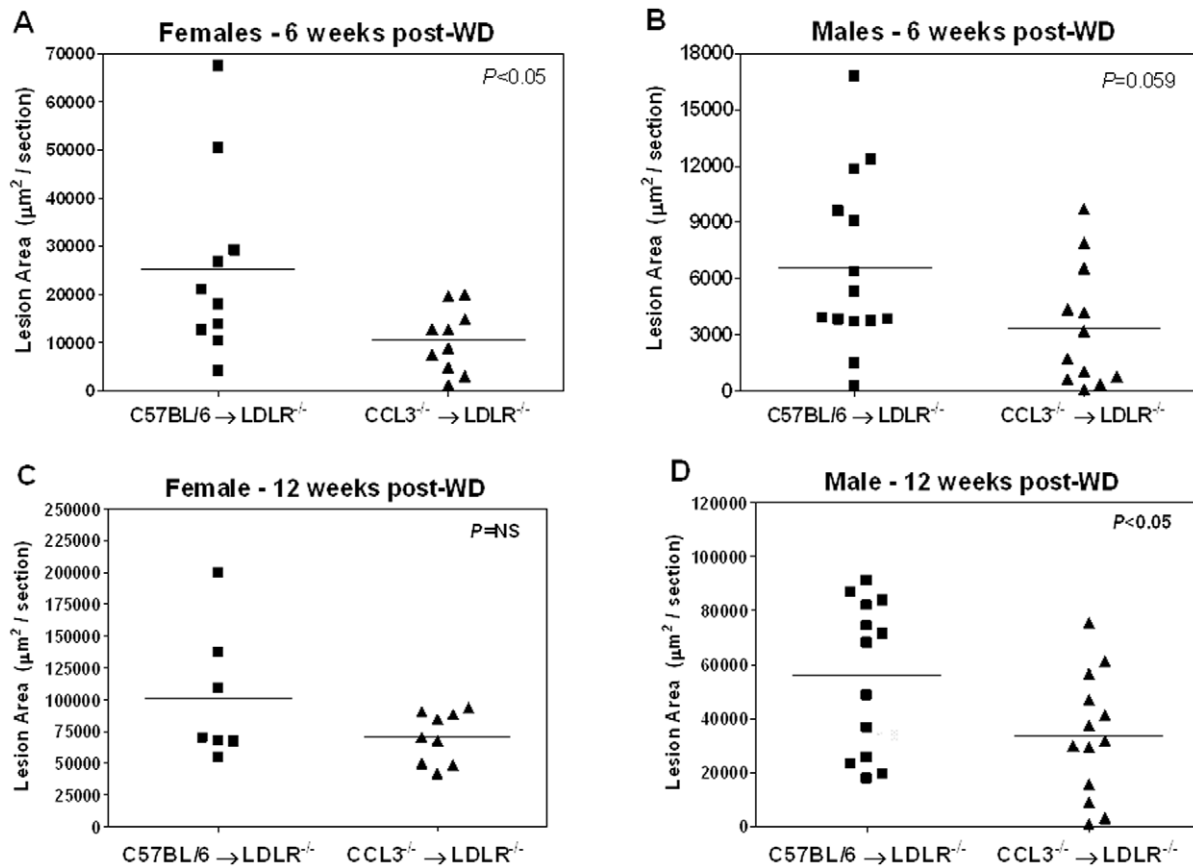 A
Females - 6 weeks post-WD
P<0.05
Lesion Area (μm² / section)
70000
60000
50000
40000
30000
20000
10000
0
C57BL/6 → LDLR⁻/⁻
CCL3⁻/⁻ → LDLR⁻/⁻
B
Males - 6 weeks post-WD
P=0.059
Lesion Area (μm² / section)
18000
15000
12000
9000
6000
3000
0
C57BL/6 → LDLR⁻/⁻
CCL3⁻/⁻ → LDLR⁻/⁻
C
Female - 12 weeks post-WD
P=NS
Lesion Area (μm² / section)
250000
225000
200000
175000
150000
125000
100000
75000
50000
25000
0
C57BL/6 → LDLR⁻/⁻
CCL3⁻/⁻ → LDLR⁻/⁻
D
Male - 12 weeks post-WD
P<0.05
Lesion Area (μm² / section)
120000
100000
80000
60000
40000
20000
0
C57BL/6 → LDLR⁻/⁻
CCL3⁻/⁻ → LDLR⁻/⁻